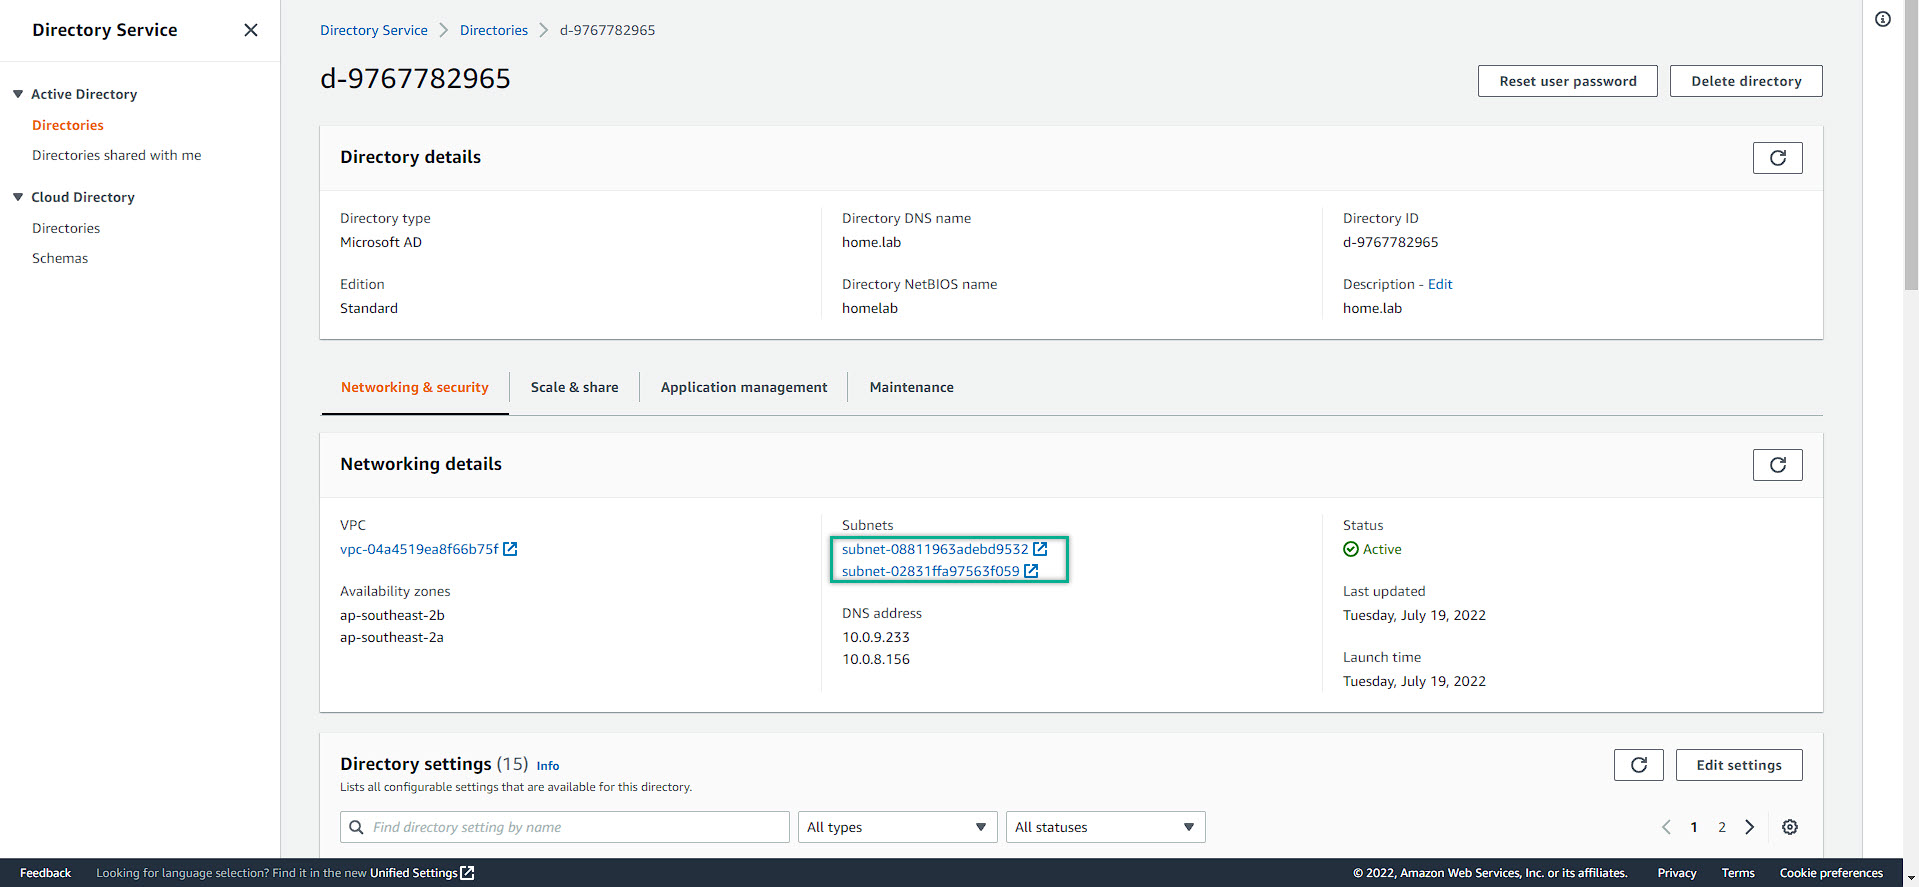 Directory Service
Active Directory
Directories
Directories shared with me
Cloud Directory
Directories
Schemas
Directory Service > Directories > d-9767782965
d-9767782965
Reset user password
Delete directory
Directory details
Directory type
Microsoft AD
Edition
Standard
Directory DNS name
home.lab
Directory NetBIOS name
homelab
Directory ID
d-9767782965
Description - Edit
home.lab
Networking & security
Scale & share
Application management
Maintenance
Networking details
VPC
vpc-04a4519ea8f66b75f
Availability zones
ap-southeast-2b
ap-southeast-2a
Subnets
subnet-08811963adebd9532
subnet-02831ffa97563f059
DNS address
10.0.9.233
10.0.8.156
Status
Active
Last updated
Tuesday, July 19, 2022
Launch time
Tuesday, July 19, 2022
Directory settings (15) Info
Lists all configurable settings that are available for this directory.
Edit settings
Find directory setting by name
All types
All statuses
1 2
Feedback
Looking for language selection? Find it in the new Unified Settings
© 2022, Amazon Web Services, Inc. or its affiliates.
Privacy
Terms
Cookie preferences